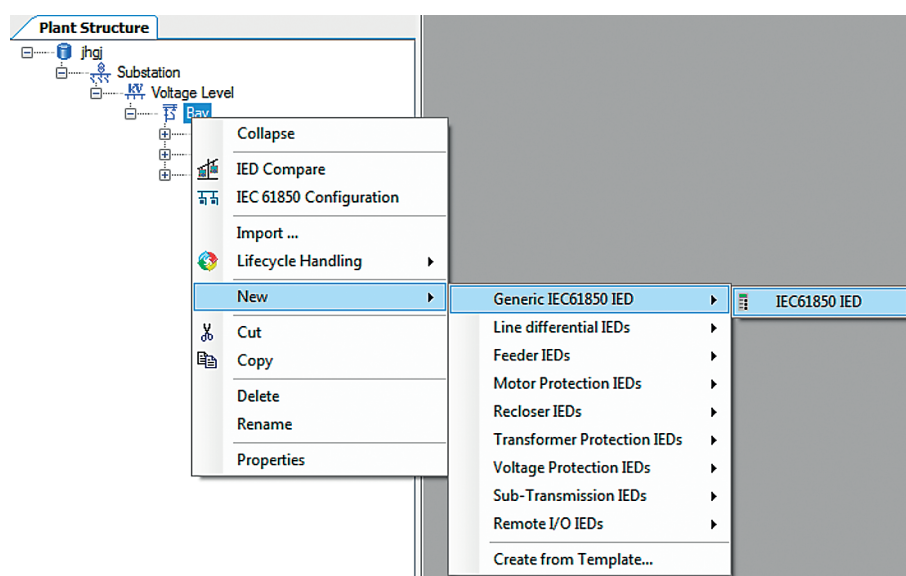 Plant Structure
jhgj
Substation
Voltage Level
Bay
Collapse
IED Compare
IEC 61850 Configuration
Import ...
Lifecycle Handling
New
Cut
Copy
Delete
Rename
Properties
Generic IEC61850 IED
Line differential IEDs
Feeder IEDs
Motor Protection IEDs
Recloser IEDs
Transformer Protection IEDs
Voltage Protection IEDs
Sub-Transmission IEDs
Remote I/O IEDs
Create from Template...
IEC61850 IED